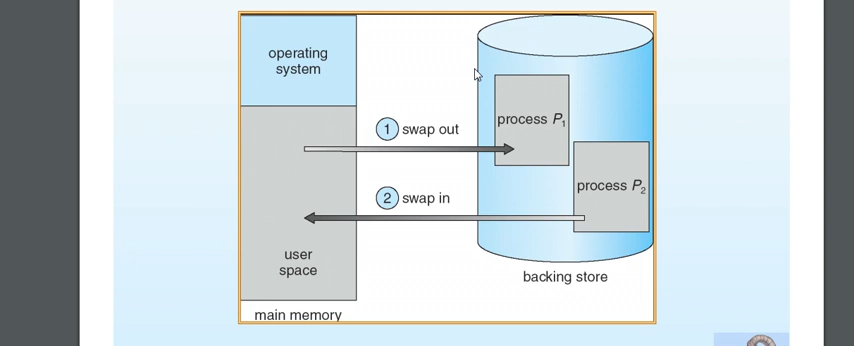 operating
system
1 swap out
process P1
2 swap in
process P2
user
space
backing store
main memory